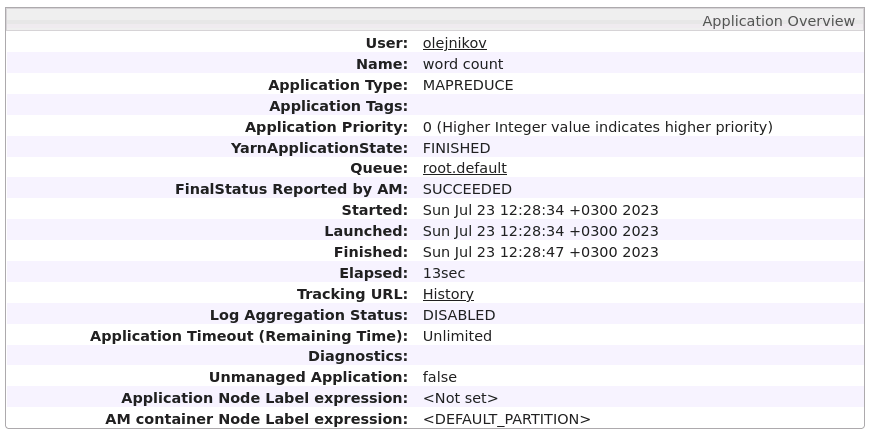 Application Overview
User: olejnikov
Name: word count
Application Type: MAPREDUCE
Application Tags:
Application Priority: 0 (Higher Integer value indicates higher priority)
YarnApplicationState: FINISHED
Queue: root.default
FinalStatus Reported by AM: SUCCEEDED
Started: Sun Jul 23 12:28:34 +0300 2023
Launched: Sun Jul 23 12:28:34 +0300 2023
Finished: Sun Jul 23 12:28:47 +0300 2023
Elapsed: 13sec
Tracking URL: History
Log Aggregation Status: DISABLED
Application Timeout (Remaining Time): Unlimited
Diagnostics:
Unmanaged Application: false
Application Node Label expression: <Not set>
AM container Node Label expression: <DEFAULT_PARTITION>